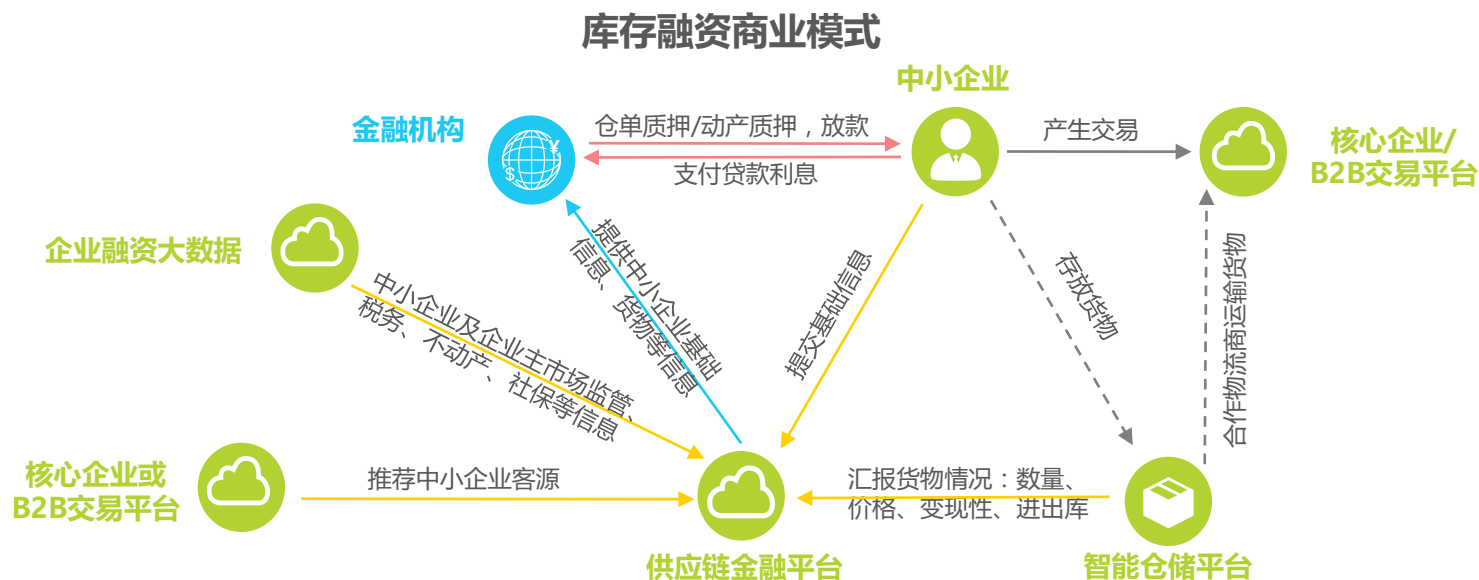 库存融资商业模式
中小企业
金融机构
仓单质押/动产质押，放款
支付贷款利息
产生交易
核心企业/
B2B交易平台
企业融资大数据
中小企业及企业主市场监管、
税务、不动产、社保等信息
提供中小企业基础
信息、货物等信息
¥
$
提交基础信息
存放货物
合作物流商运输货物
核心企业或
B2B交易平台
推荐中小企业客源
汇报货物情况：数量、
价格、变现性、进出库
供应链金融平台
智能仓储平台